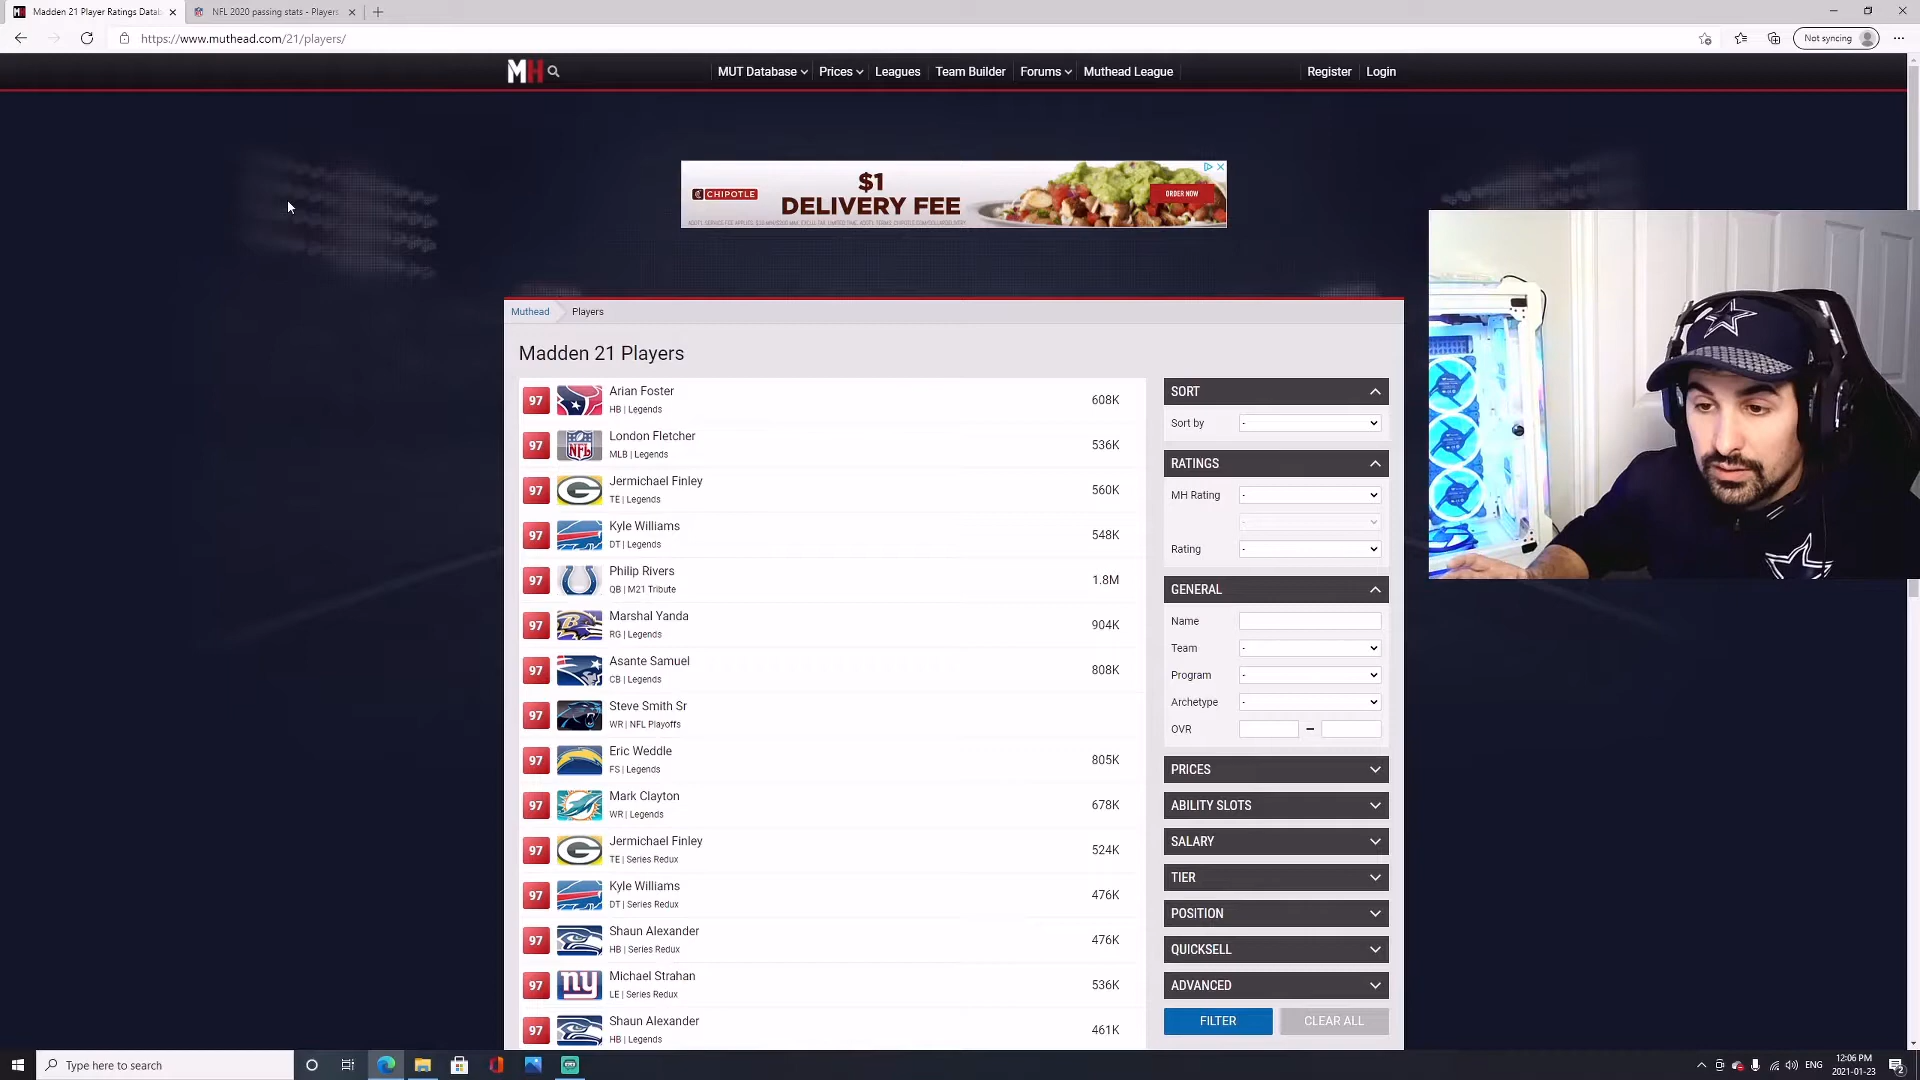 Madden 21 Player Ratings Datab
NFL 2020 passing stats - Players
https://www.muthead.com/21/players/
Not syncing
MH
MUT Database
Prices
Leagues
Team Builder
Forums
Muthead League
Register
Login
CHIPOTLE
$1
DELIVERY FEE
ORDER NOW
Muthead
Players
Madden 21 Players
97
Arian Foster
608K
HB | Legends
97
London Fletcher
536K
MLB | Legends
97
Jermichael Finley
560K
TE | Legends
97
Kyle Williams
548K
DT | Legends
97
Philip Rivers
1.8M
QB | M21 Tribute
97
Marshal Yanda
904K
RG | Legends
97
Asante Samuel
808K
CB | Legends
97
Steve Smith Sr
WR | NFL Playoffs
97
Eric Weddle
805K
FS | Legends
97
Mark Clayton
678K
WR | Legends
97
Jermichael Finley
524K
TE | Series Redux
97
Kyle Williams
476K
DT | Series Redux
97
Shaun Alexander
476K
HB | Series Redux
97
ny
Michael Strahan
536K
LE | Series Redux
97
Shaun Alexander
461K
HB | Legends
NFL
SORT
Sort by
-
RATINGS
MH Rating
-
-
Rating
-
GENERAL
Name
Team
-
Program
-
Archetype
-
OVR
–
PRICES
ABILITY SLOTS
SALARY
TIER
POSITION
QUICKSELL
ADVANCED
FILTER
CLEAR ALL
Type here to search
ENG
12:06 PM
2021-01-23
2